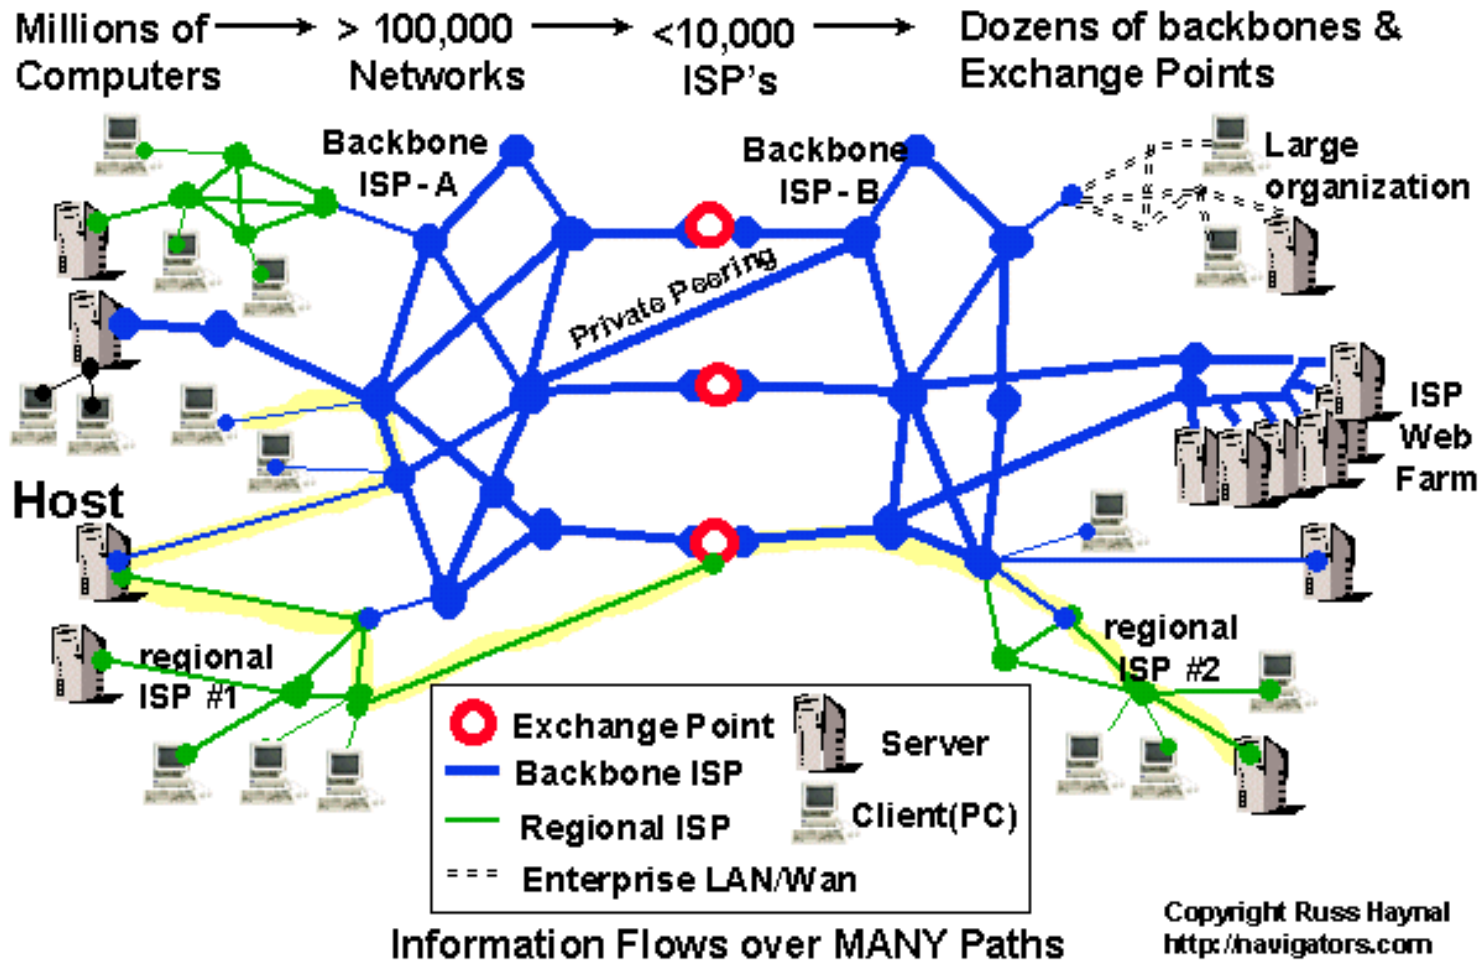 Millions of
Computers
> 100,000
Networks
<10,000
ISP's
Dozens of backbones &
Exchange Points
Backbone
ISP - A
Backbone
ISP - B
Large
organization
Private Peering
ISP
Web
Farm
Host
regional
ISP #1
regional
ISP #2
Exchange Point
Backbone ISP
Regional ISP
Enterprise LAN/Wan
Server
Client(PC)
Information Flows over MANY Paths
Copyright Russ Haynal
http://navigators.com